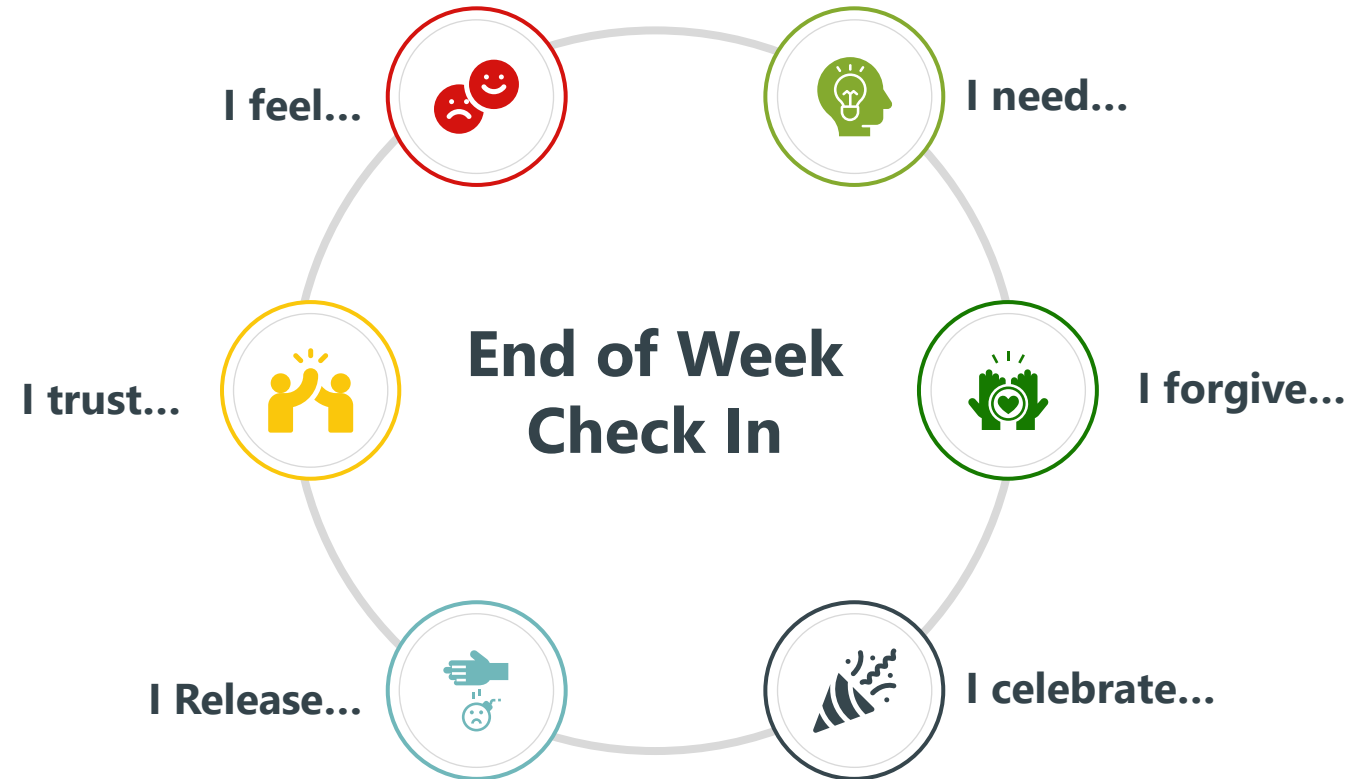 I feel...
I need...
End of Week
Check In
I trust...
I forgive...
I Release...
I celebrate...